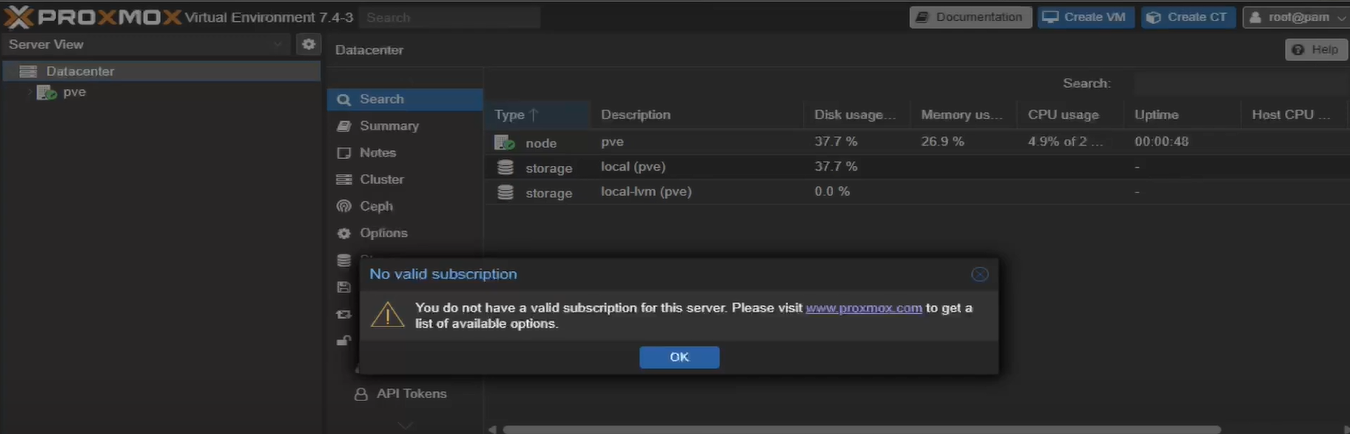 PROXMOX Virtual Environment 7.4-3 Search Documentation Create VM Create CT root@pam
Server View
Datacenter
pve
Datacenter
Help
Search
Summary
Notes
Cluster
Ceph
Options
API Tokens
Search:
Type Description Disk usage... Memory us... CPU usage Uptime Host CPU ...
node pve 37.7 % 26.9 % 4.9% of 2 ... 00:00:48
storage local (pve) 37.7 % -
storage local-lvm (pve) 0.0 % -
No valid subscription
You do not have a valid subscription for this server. Please visit www.proxmox.com to get a
list of available options.
OK